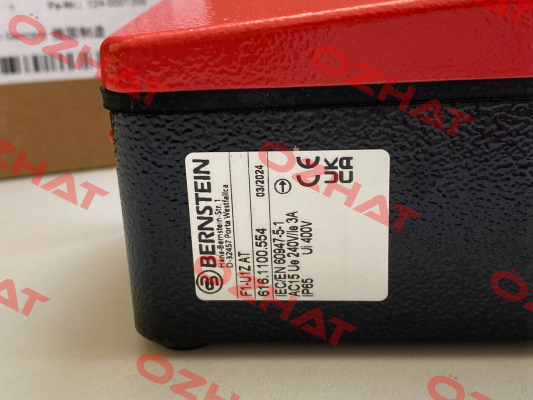 BERNSTEIN
Hans-Bernstein-Str. 1
D-32457 Porta Westfalica
F1-U1Z AT
616.1100.554
03/2024
IEC/EN 60947-5-1
AC15 Ue 240V/Ie 3A
IP65 Ui 400V
CE
UK
CA
OZHAT
OZHAT
OZHAT
OZHAT
OZHAT
OZHAT